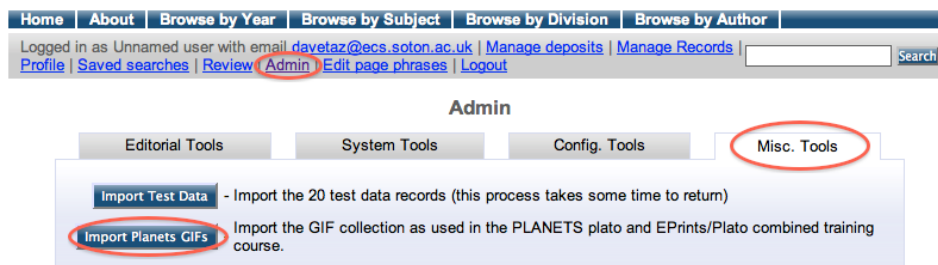 Home | About | Browse by Year | Browse by Subject | Browse by Division | Browse by Author
Logged in as Unnamed user with email davetaz@ecs.soton.ac.uk | Manage deposits | Manage Records |
Profile | Saved searches | Review | Admin | Edit page phrases | Logout
Search
Admin
Editorial Tools System Tools Config. Tools Misc. Tools
Import Test Data - Import the 20 test data records (this process takes some time to return)
Import Planets GIFs Import the GIF collection as used in the PLANETS plato and EPrints/Plato combined training
course.